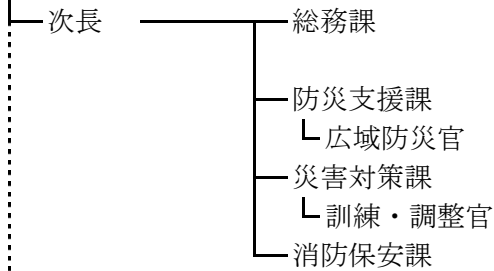 次長 総務課
防災支援課
広域防災官
災害対策課
訓練・調整官
消防保安課